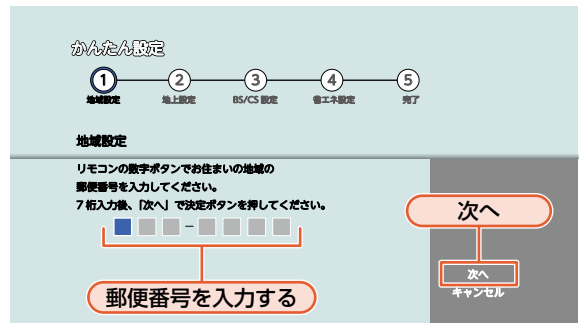 かんたん設定
1 2 3 4 5
地域設定 地上設定 BS/CS設定 省エネ設定 完了
地域設定
リモコンの数字ボタンでお住まいの地域の
郵便番号を入力してください。
7桁入力後、「次へ」で決定ボタンを押してください。
－
郵便番号を入力する
次へ
次へ
キャンセル